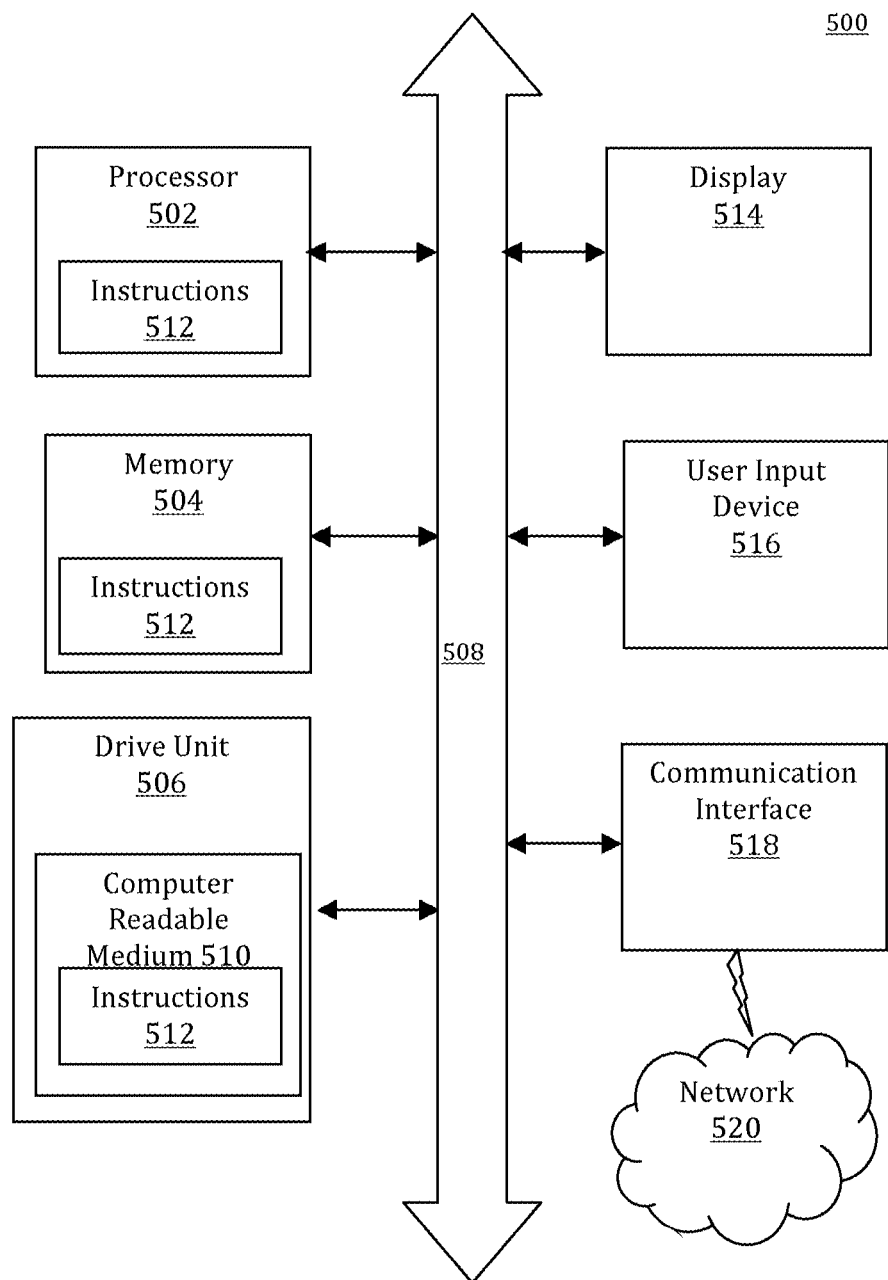 500
Processor
502
Instructions
512
Memory
504
Instructions
512
Drive Unit
506
Computer
Readable
Medium 510
Instructions
512
508
Display
514
User Input
Device
516
Communication
Interface
518
Network
520